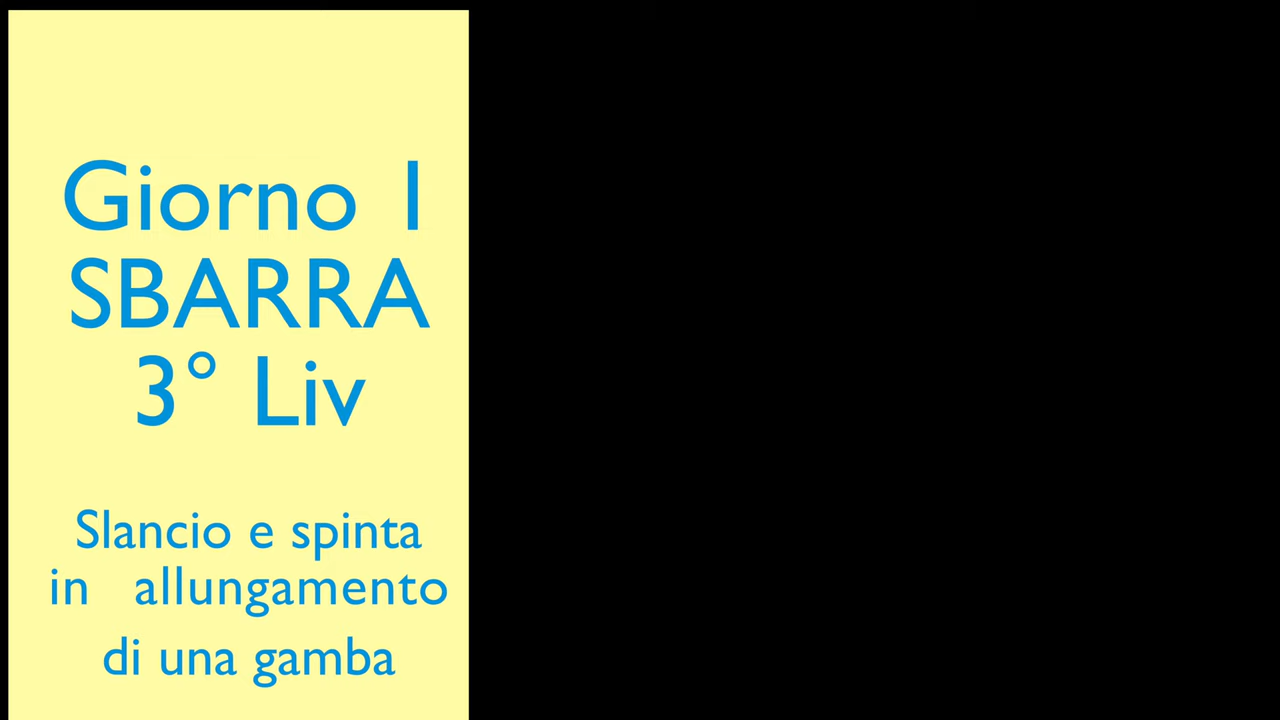 Giorno 1
SBARRA
3° Liv
Slancio e spinta
in allungamento
di una gamba